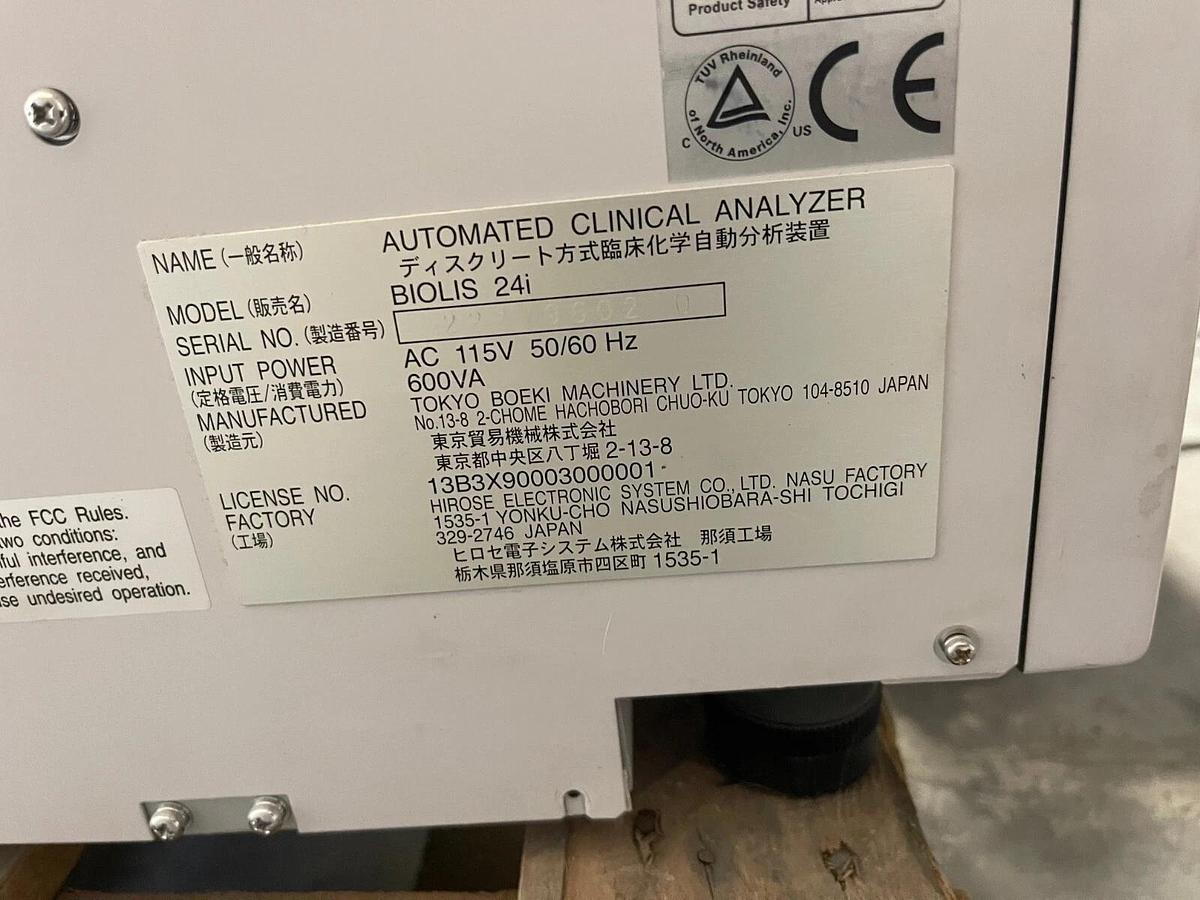 Product Safety
TUV Rheinland
of North America, Inc.
C US
CE
NAME (一般名称) AUTOMATED CLINICAL ANALYZER
ディスクリート方式臨床化学自動分析装置
MODEL (販売名) BIOLIS 24i
SERIAL NO. (製造番号)
INPUT POWER AC 115V 50/60 Hz
(定格電圧/消費電力) 600VA
MANUFACTURED TOKYO BOEKI MACHINERY LTD.
(製造元) No.13-8 2-CHOME HACHOBORI CHUO-KU TOKYO 104-8510 JAPAN
東京貿易機械株式会社
東京都中央区八丁堀 2-13-8
LICENSE NO. 13B3X90003000001
FACTORY HIROSE ELECTRONIC SYSTEM CO., LTD. NASU FACTORY
(工場) 1535-1 YONKU-CHO NASUSHIOBARA-SHI TOCHIGI
329-2746 JAPAN
ヒロセ電子システム株式会社 那須工場
栃木県那須塩原市四区町 1535-1
the FCC Rules.
two conditions:
interference, and
received,
undesired operation.